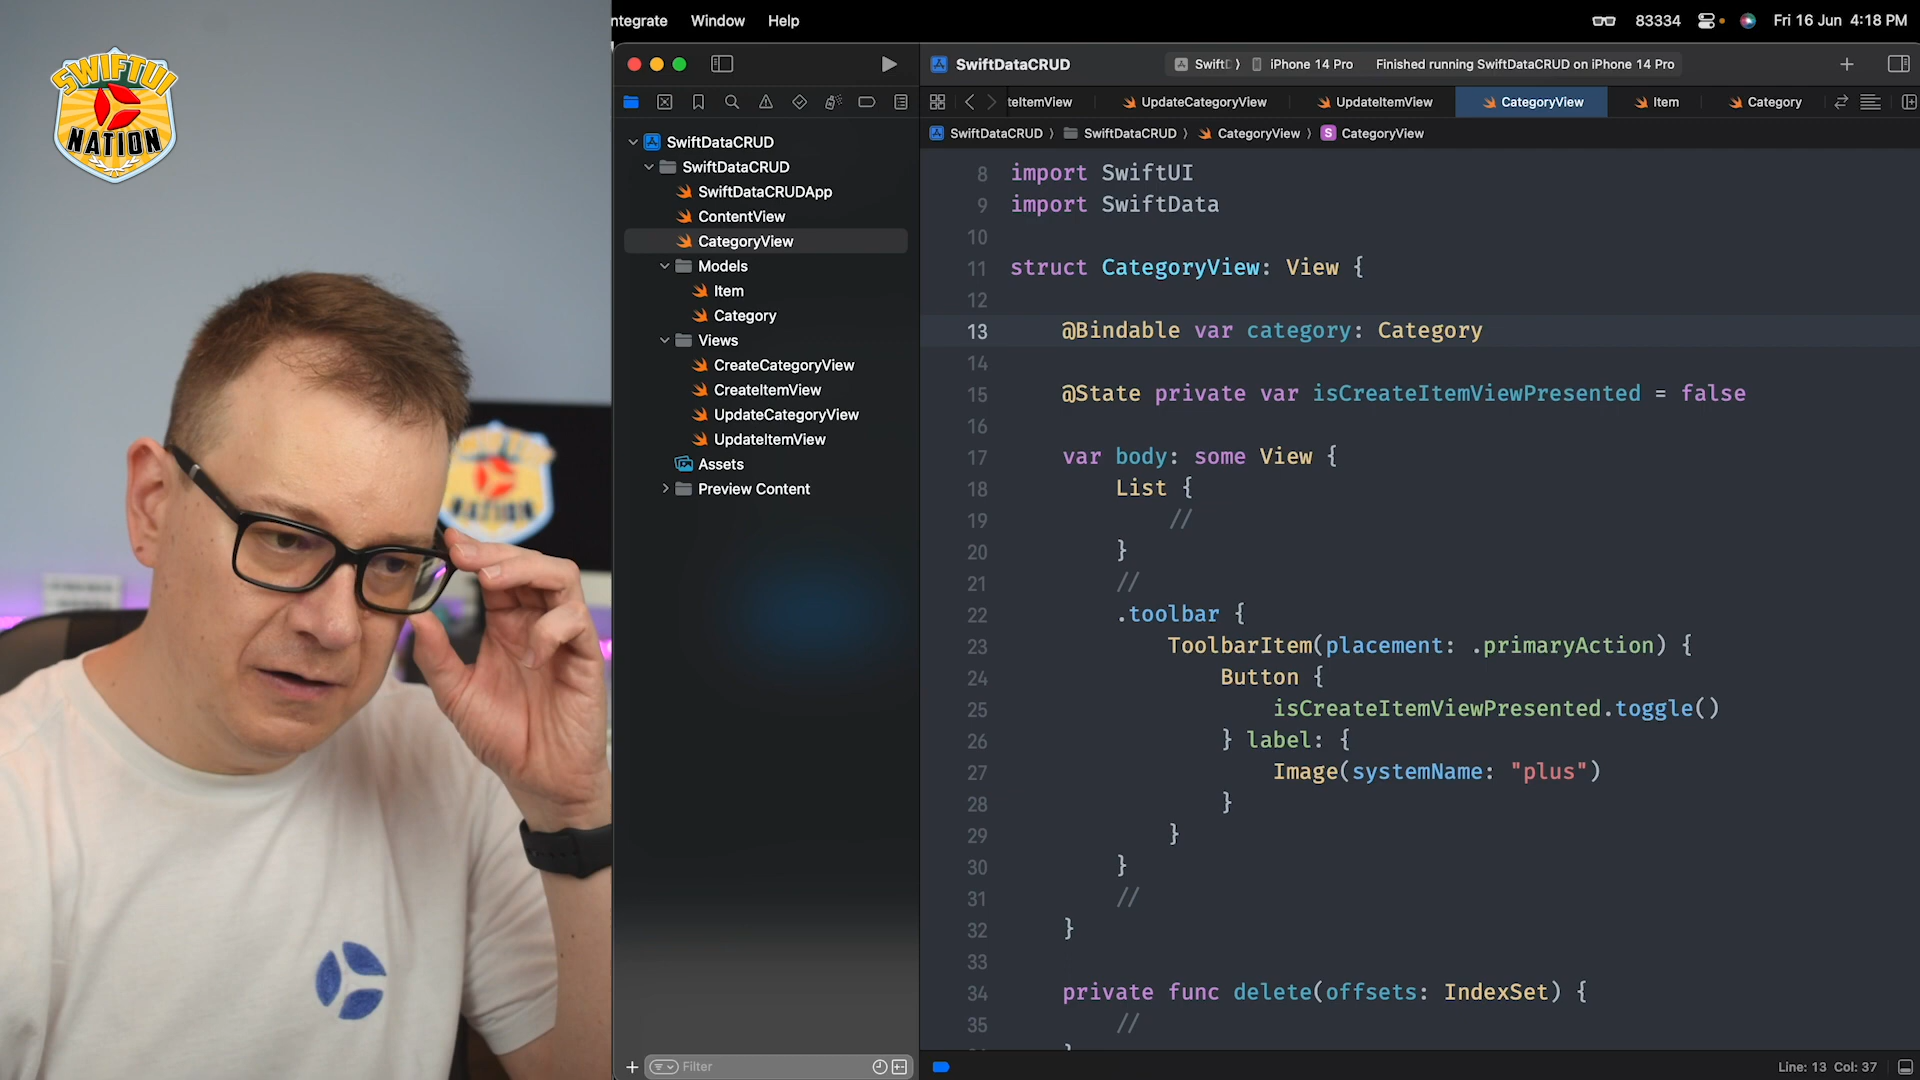 SWIFTUI
NATION
NATION
ntegrate Window Help
83334 Fri 16 Jun 4:18 PM
SwiftDataCRUD
SwiftD iPhone 14 Pro Finished running SwiftDataCRUD on iPhone 14 Pro
teItemView UpdateCategoryView UpdateItemView CategoryView Item Category
SwiftDataCRUD SwiftDataCRUD CategoryView S CategoryView
SwiftDataCRUD
SwiftDataCRUD
SwiftDataCRUDApp
ContentView
CategoryView
Models
Item
Category
Views
CreateCategoryView
CreateItemView
UpdateCategoryView
UpdateItemView
Assets
Preview Content
Filter
8 import SwiftUI
9 import SwiftData
10
11 struct CategoryView: View {
12
13 @Bindable var category: Category
14
15 @State private var isCreateItemViewPresented = false
16
17 var body: some View {
18 List {
19 //
20 }
21 //
22 .toolbar {
23 ToolbarItem(placement: .primaryAction) {
24 Button {
25 isCreateItemViewPresented.toggle()
26 } label: {
27 Image(systemName: "plus")
28 }
29 }
30 }
31 //
32 }
33
34 private func delete(offsets: IndexSet) {
35 //
Line: 13 Col: 37